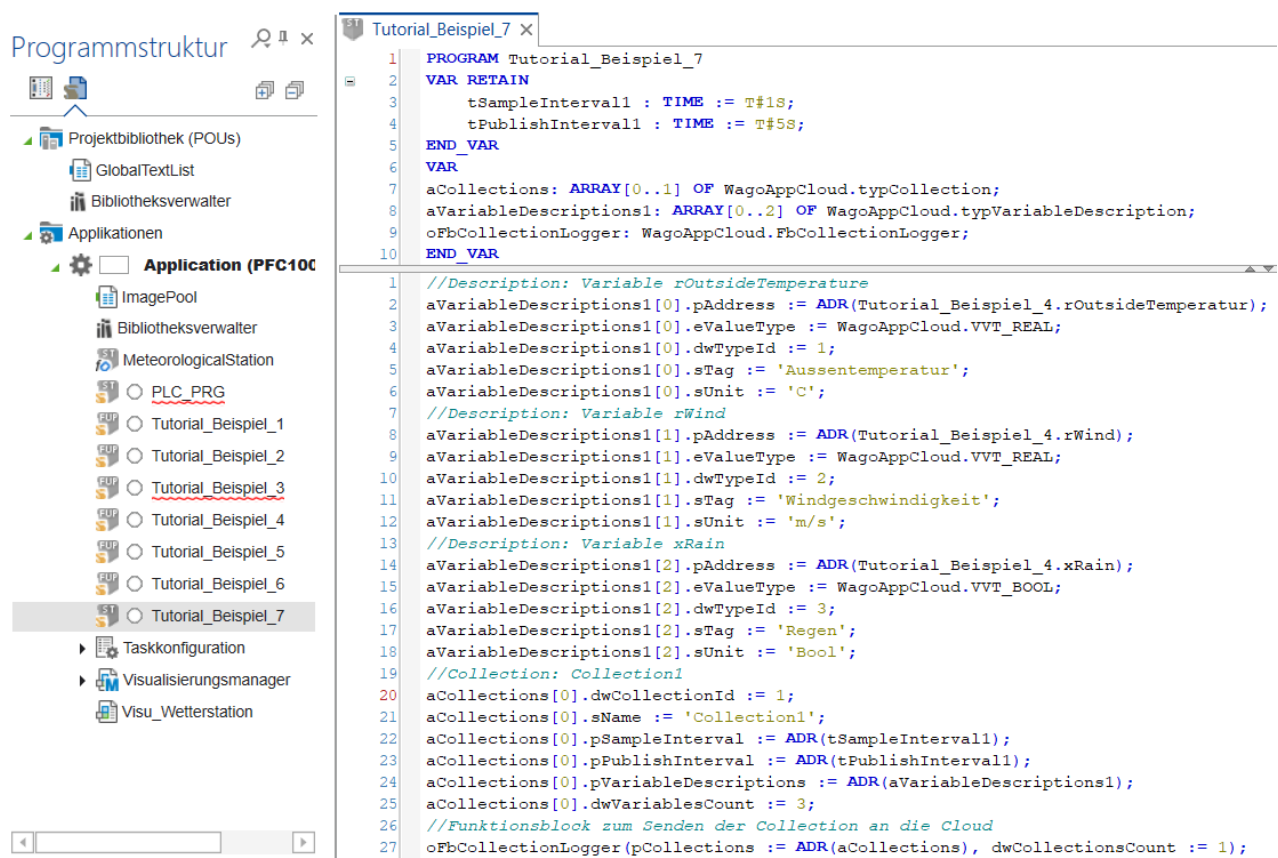 Programmstruktur
Projektbibliothek (POUs)
GlobalTextList
Bibliotheksverwalter
Applikationen
Application (PFC100
ImagePool
Bibliotheksverwalter
MeteorologicalStation
PLC_PRG
Tutorial_Beispiel_1
Tutorial_Beispiel_2
Tutorial_Beispiel_3
Tutorial_Beispiel_4
Tutorial_Beispiel_5
Tutorial_Beispiel_6
Tutorial_Beispiel_7
Taskkonfiguration
Visualisierungsmanager
Visu_Wetterstation
Tutorial_Beispiel_7
1 PROGRAM Tutorial_Beispiel_7
2 VAR RETAIN
3 tSampleInterval1 : TIME := T#1S;
4 tPublishInterval1 : TIME := T#5S;
5 END_VAR
6 VAR
7 aCollections: ARRAY[0..1] OF WagoAppCloud.typCollection;
8 aVariableDescriptions1: ARRAY[0..2] OF WagoAppCloud.typVariableDescription;
9 oFbCollectionLogger: WagoAppCloud.FbCollectionLogger;
10 END_VAR
1 //Description: Variable rOutsideTemperature
2 aVariableDescriptions1[0].pAddress := ADR(Tutorial_Beispiel_4.rOutsideTemperatur);
3 aVariableDescriptions1[0].eValueType := WagoAppCloud.VVT_REAL;
4 aVariableDescriptions1[0].dwTypeId := 1;
5 aVariableDescriptions1[0].sTag := 'Aussentemperatur';
6 aVariableDescriptions1[0].sUnit := 'C';
7 //Description: Variable rWind
8 aVariableDescriptions1[1].pAddress := ADR(Tutorial_Beispiel_4.rWind);
9 aVariableDescriptions1[1].eValueType := WagoAppCloud.VVT_REAL;
10 aVariableDescriptions1[1].dwTypeId := 2;
11 aVariableDescriptions1[1].sTag := 'Windgeschwindigkeit';
12 aVariableDescriptions1[1].sUnit := 'm/s';
13 //Description: Variable xRain
14 aVariableDescriptions1[2].pAddress := ADR(Tutorial_Beispiel_4.xRain);
15 aVariableDescriptions1[2].eValueType := WagoAppCloud.VVT_BOOL;
16 aVariableDescriptions1[2].dwTypeId := 3;
17 aVariableDescriptions1[2].sTag := 'Regen';
18 aVariableDescriptions1[2].sUnit := 'Bool';
19 //Collection: Collection1
20 aCollections[0].dwCollectionId := 1;
21 aCollections[0].sName := 'Collection1';
22 aCollections[0].pSampleInterval := ADR(tSampleInterval1);
23 aCollections[0].pPublishInterval := ADR(tPublishInterval1);
24 aCollections[0].pVariableDescriptions := ADR(aVariableDescriptions1);
25 aCollections[0].dwVariablesCount := 3;
26 //Funktionsblock zum Senden der Collection an die Cloud
27 oFbCollectionLogger(pCollections := ADR(aCollections), dwCollectionsCount := 1);